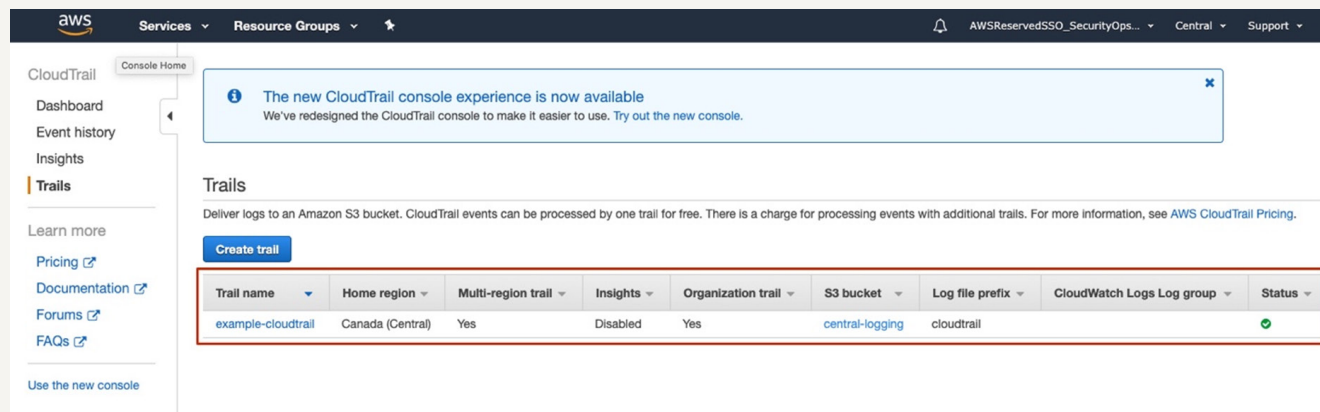 aws Services Resource Groups AWSReservedSSO_SecurityOps... Central Support
CloudTrail
Console Home
Dashboard
Event history
Insights
Trails
Learn more
Pricing
Documentation
Forums
FAQs
Use the new console
The new CloudTrail console experience is now available
We've redesigned the CloudTrail console to make it easier to use. Try out the new console.
Trails
Deliver logs to an Amazon S3 bucket. CloudTrail events can be processed by one trail for free. There is a charge for processing events with additional trails. For more information, see AWS CloudTrail Pricing.
Create trail
Trail name Home region Multi-region trail Insights Organization trail S3 bucket Log file prefix CloudWatch Logs Log group Status
example-cloudtrail Canada (Central) Yes Disabled Yes central-logging cloudtrail